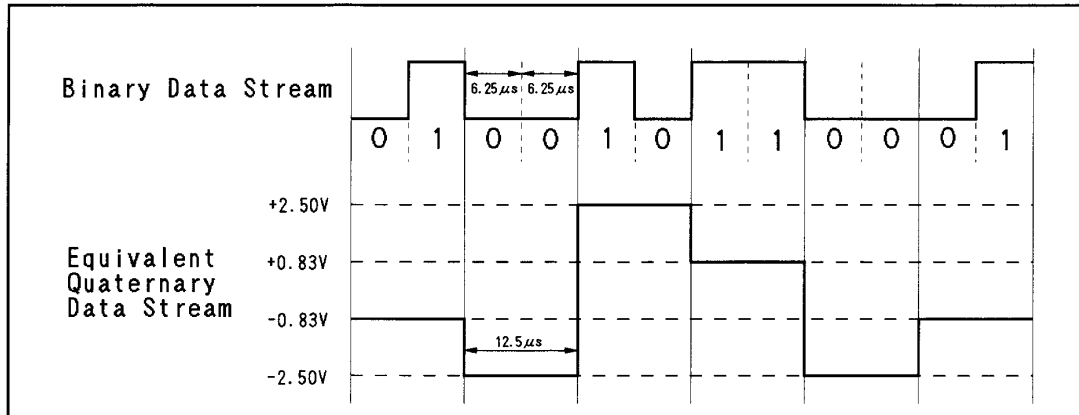 Binary Data Stream
6.25μs 6.25μs
0 1 0 0 1 0 1 1 0 0 0 1
Equivalent
Quaternary
Data Stream
+2.50V
+0.83V
-0.83V
-2.50V
12.5μs